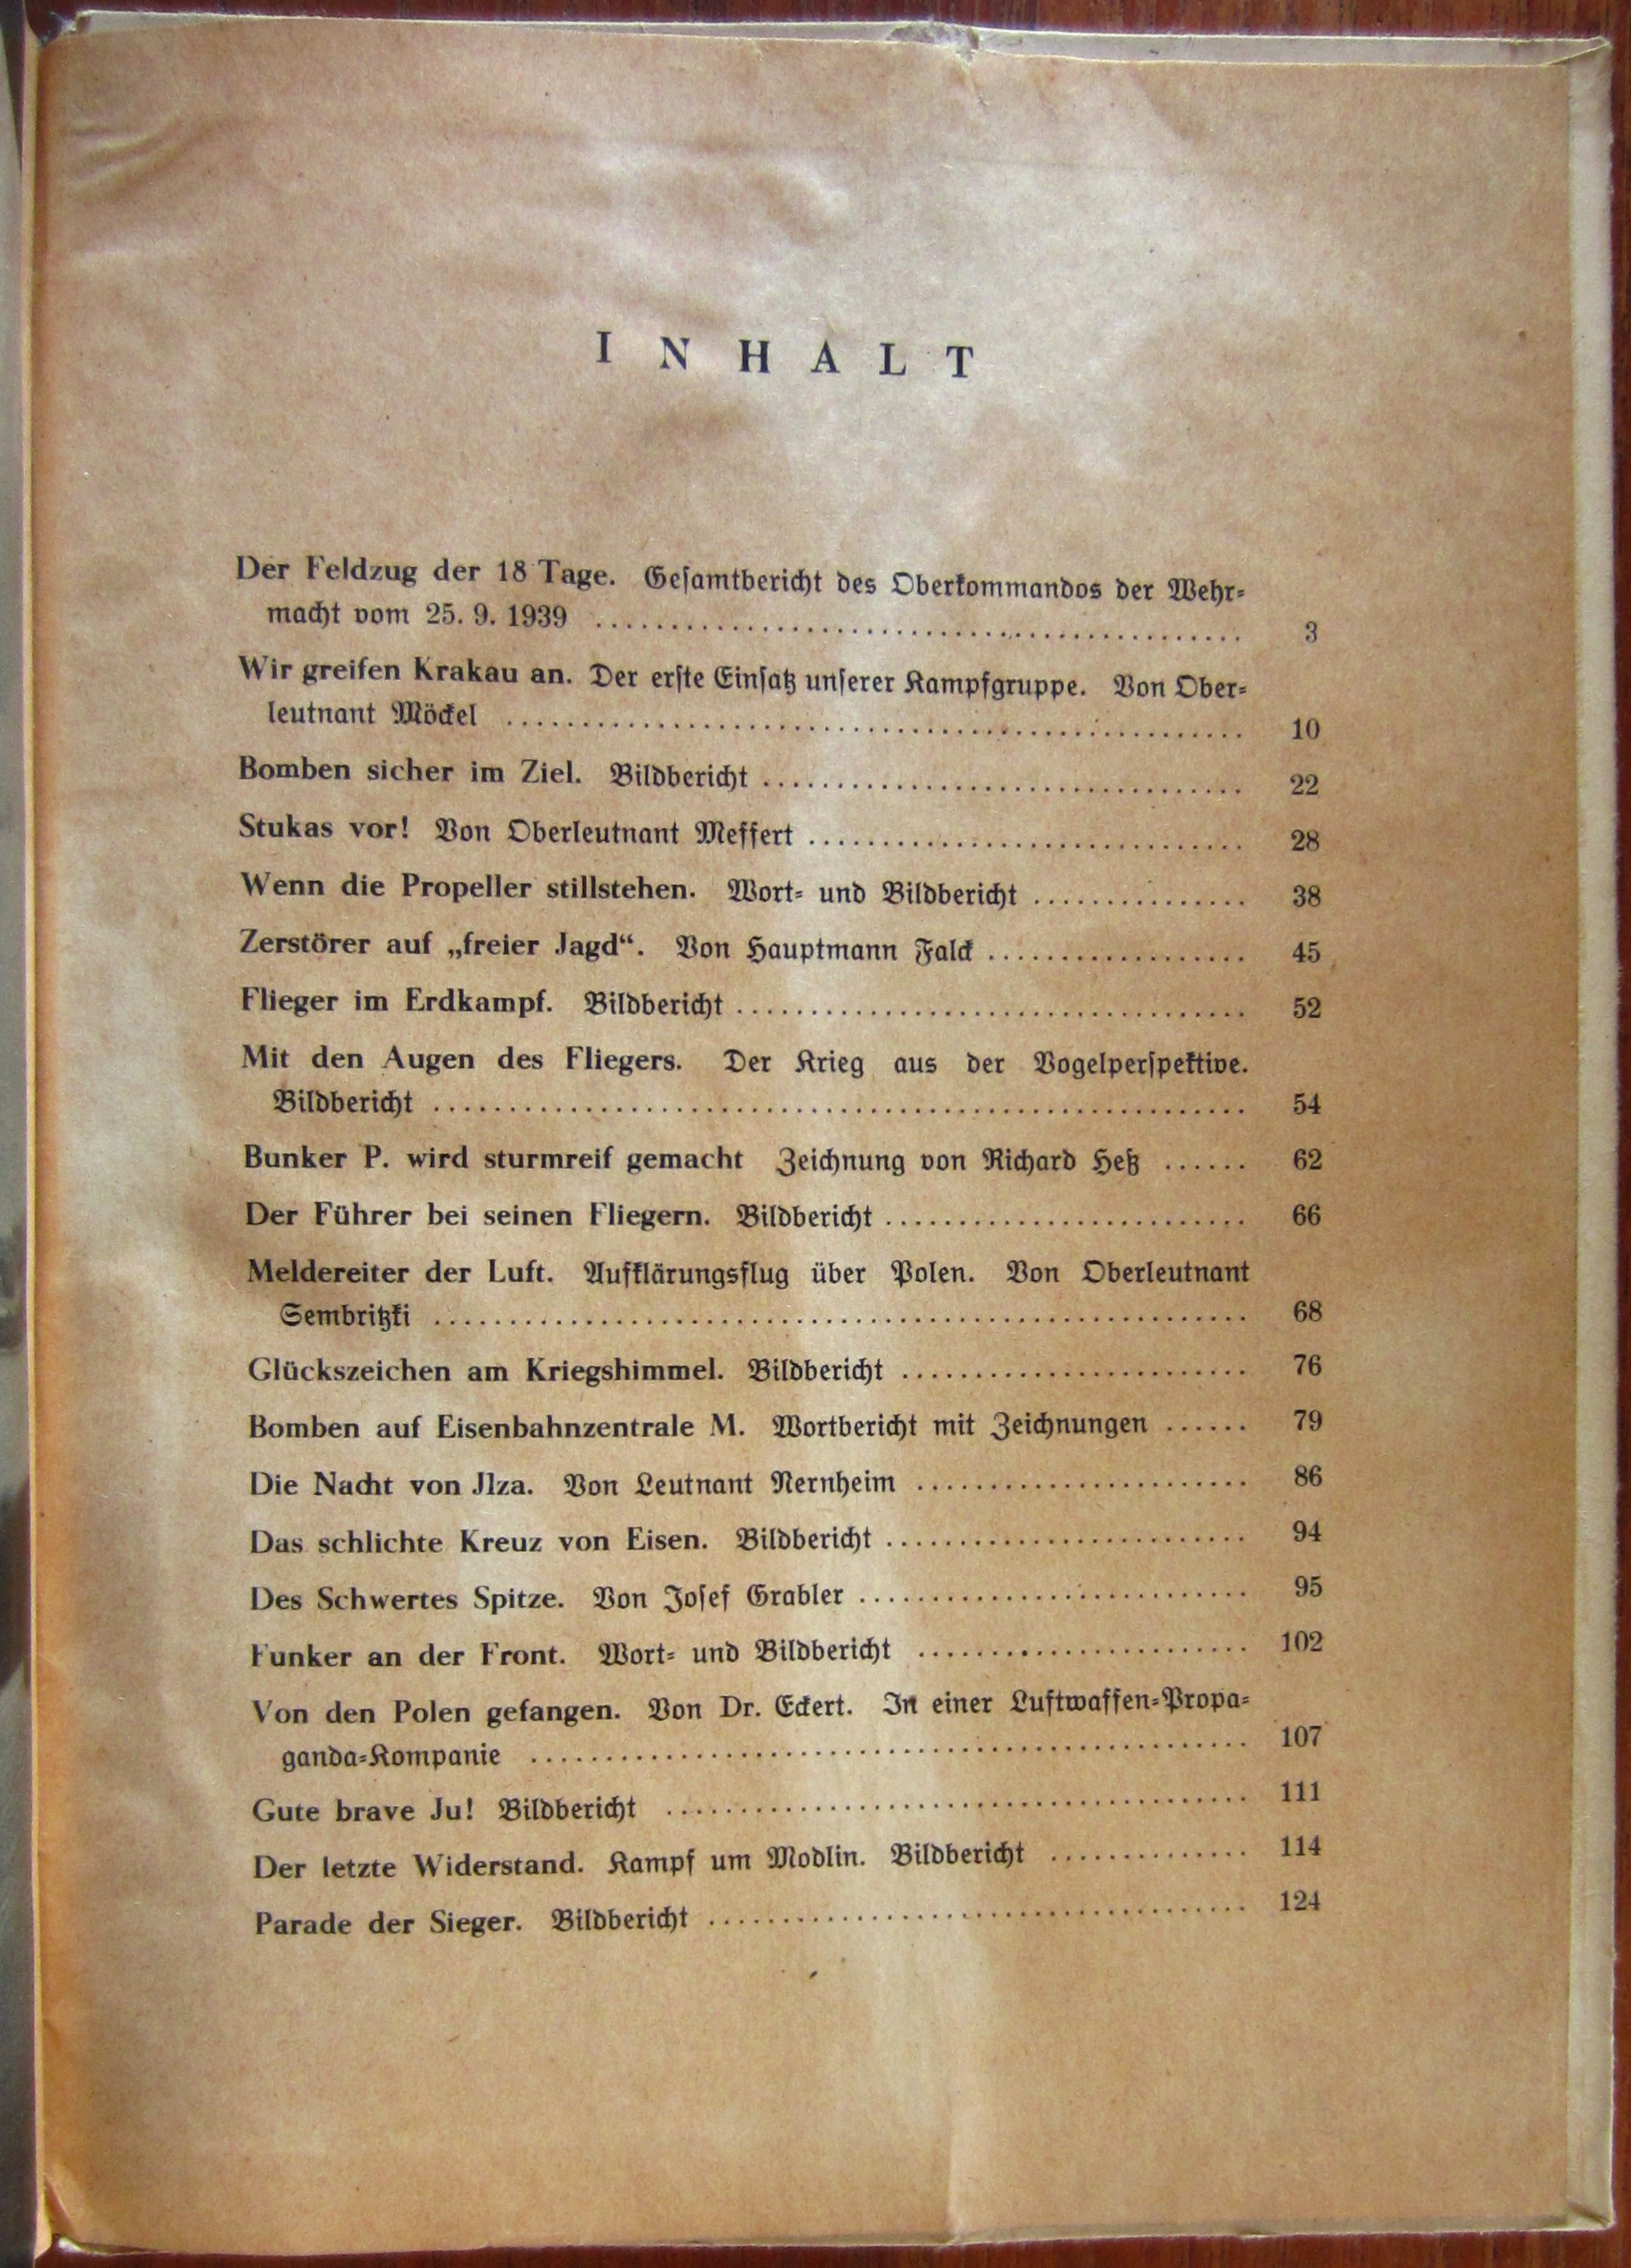 INHALT
Der Feldzug der 18 Tage. Gesamtbericht des Oberkommandos der Wehr-
macht vom 25. 9. 1939 ........................................ 3
Wir greifen Krakau an. Der erste Einsatz unserer Kampfgruppe. Von Ober-
leutnant Möckel ........................................ 10
Bomben sicher im Ziel. Bildbericht ........................................ 22
Stukas vor! Von Oberleutnant Meffert ........................................ 28
Wenn die Propeller stillstehen. Wort- und Bildbericht ............... 38
Zerstörer auf „freier Jagd“. Von Hauptmann Falck .................. 45
Flieger im Erdkampf. Bildbericht ........................................ 52
Mit den Augen des Fliegers. Der Krieg aus der Vogelperspektive.
Bildbericht ........................................ 54
Bunker P. wird sturmreif gemacht Zeichnung von Richard Heß ...... 62
Der Führer bei seinen Fliegern. Bildbericht ......................... 66
Meldereiter der Luft. Aufklärungsflug über Polen. Von Oberleutnant
Sembritzki ........................................ 68
Glückszeichen am Kriegshimmel. Bildbericht ........................ 76
Bomben auf Eisenbahnzentrale M. Wortbericht mit Zeichnungen ...... 79
Die Nacht von Jlza. Von Leutnant Nernheim ....................... 86
Das schlichte Kreuz von Eisen. Bildbericht ......................... 94
Des Schwertes Spitze. Von Josef Grabler ........................... 95
Funker an der Front. Wort- und Bildbericht ....................... 102
Von den Polen gefangen. Von Dr. Eckert. In einer Luftwaffen-Propa-
ganda-Kompanie ........................................ 107
Gute brave Ju! Bildbericht ........................................ 111
Der letzte Widerstand. Kampf um Modlin. Bildbericht .............. 114
Parade der Sieger. Bildbericht ..................................... 124